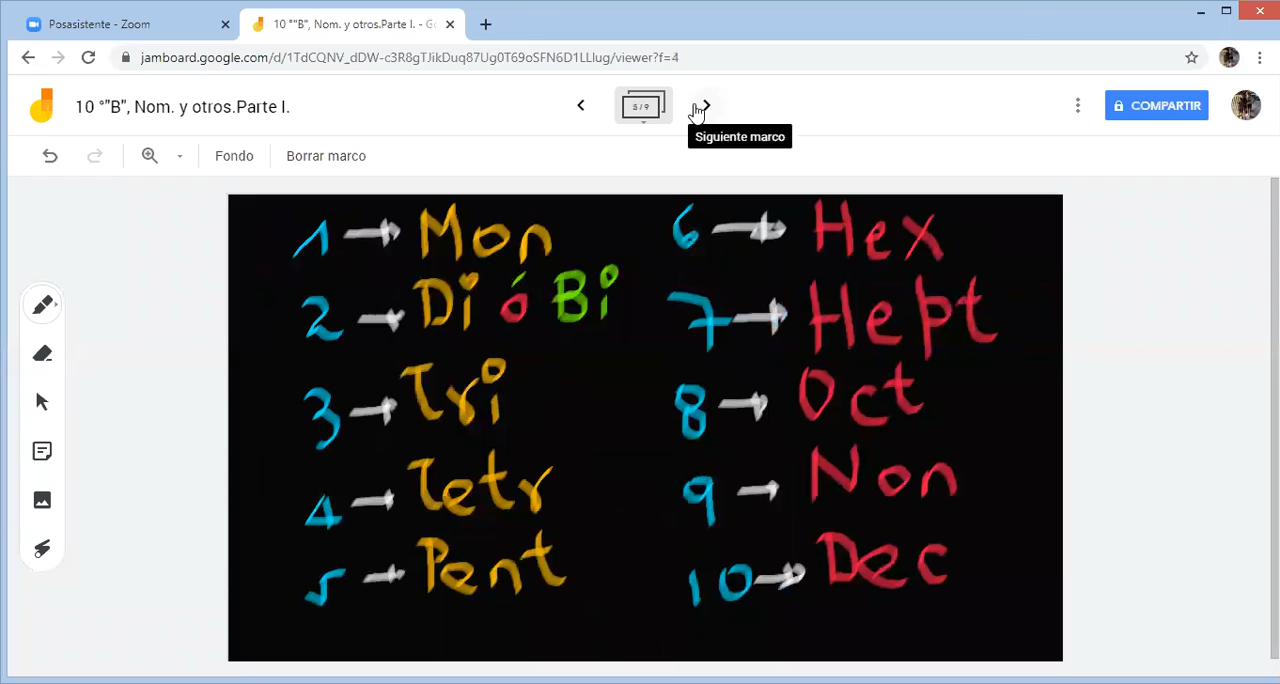 Posasistente - Zoom
10 °"B", Nom. y otros.Parte I. - Go
jamboard.google.com/d/1TdCQNV_dDW-c3R8gTJikDuq87Ug0T69oSFN6D1LLlug/viewer?f=4
10 °"B", Nom. y otros.Parte I.
5 / 9
COMPARTIR
Siguiente marco
Fondo
Borrar marco
1 → Mon
2 → Di ó Bi
3 → Tri
4 → Tetr
5 → Pent
6 → Hex
7 → Hept
8 → Oct
9 → Non
10 → Dec